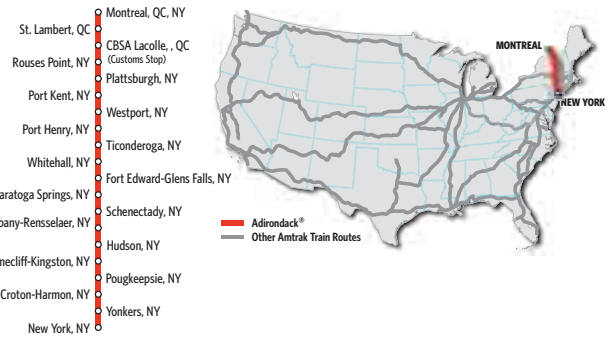 Montreal, QC, NY
St. Lambert, QC
CBSA Lacolle, , QC
(Customs Stop)
Rouses Point, NY
Plattsburgh, NY
Port Kent, NY
Westport, NY
Port Henry, NY
Ticonderoga, NY
Whitehall, NY
Fort Edward-Glens Falls, NY
aratoga Springs, NY
Schenectady, NY
bany-Rensselaer, NY
Hudson, NY
necliff-Kingston, NY
Pougkeepsie, NY
Croton-Harmon, NY
Yonkers, NY
New York, NY
MONTREAL
NEW YORK
Adirondack®
Other Amtrak Train Routes